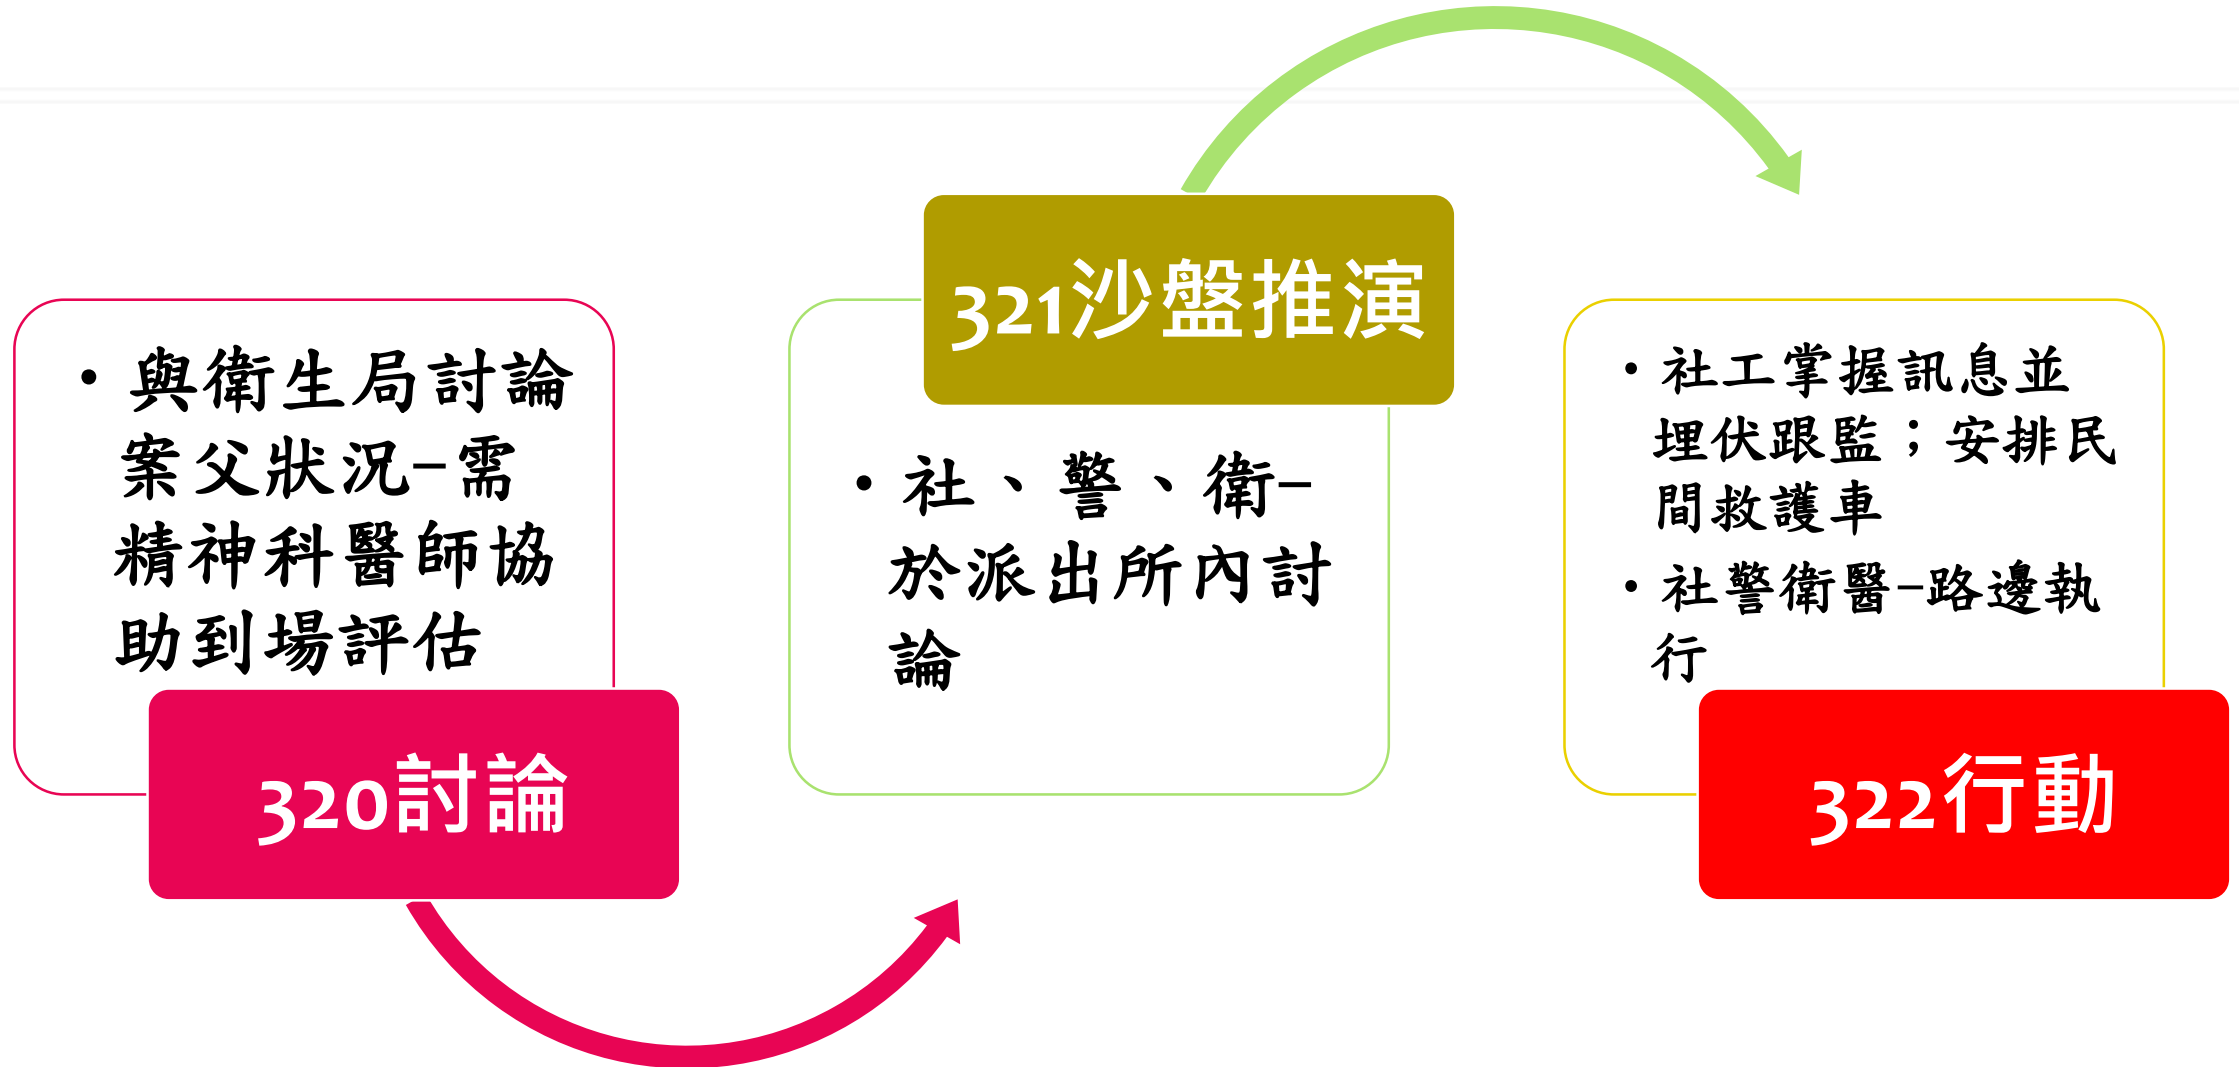 • 與衛生局討論
案父狀況-需
精神科醫師協
助到場評估
320討論
321沙盤推演
• 社、警、衛-
於派出所內討
論
• 社工掌握訊息並
埋伏跟監；安排民
間救護車
• 社警衛醫-路邊執
行
322行動